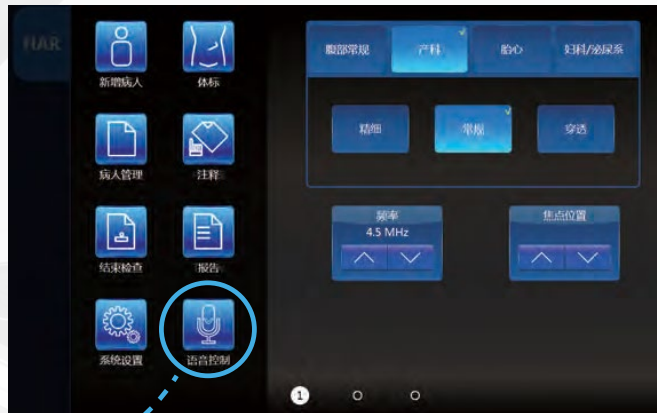 HAR
新增病人 体标
病人管理 注释
结束检查 报告
系统设置 语音控制
腹部常规 产科 胎心 妇科/泌尿系
精细 常规 穿透
频率
4.5 MHz
焦点位置
1